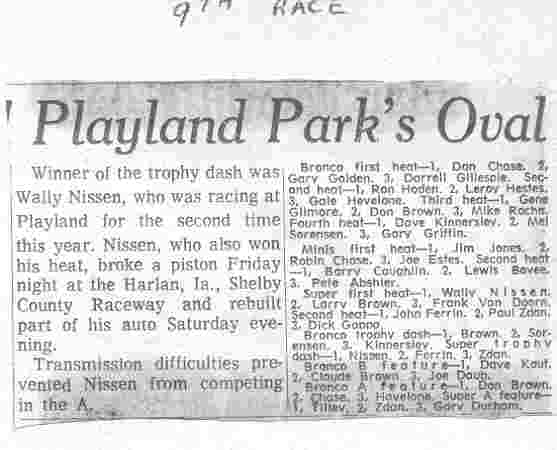 9TH RACE
Playland Park's Oval
Winner of the trophy dash was
Wally Nissen, who was racing at
Playland for the second time
this year. Nissen, who also won
his heat, broke a piston Friday
night at the Harlan, Ia., Shelby
County Raceway and rebuilt
part of his auto Saturday eve-
ning.
Transmission difficulties pre-
vented Nissen from competing
in the A.
Bronco first heat—1, Don Chase. 2,
Gary Golden. 3, Darrell Gillespie. Sec-
ond heat—1, Ron Hoden. 2, Leroy Hestes.
3, Gale Hevelone. Third heat—1, Gene
Gilmore. 2, Don Brown. 3, Mike Rochs.
Fourth heat—1, Dave Kinnersley. 2, Mel
Sorensen. 3, Gary Griffin.
Minis first heat—1, Jim Jones. 2,
Robin Chase. 3, Joe Estes. Second heat
—1, Barry Caughlin. 2, Lewis
3, Pete Abshier.
Super first heat—1, Wally Nissen.
2, Larry Brown. 3, Frank Van Doorn.
Second heat—1, John Ferrin. 2, Paul Zdan.
3, Dick
Bronco trophy dash—1, Brown. 2, Sor-
ensen. 3, Kinnersley. Super trophy
dash—1, Nissen. 2, Ferrin. 3, Zdan.
Bronco B feature—1, Dave
2, Claude Brown. 3, Joe Daub.
Bronco A feature—1, Don Brown.
2, Chase. 3, Havelone. Super A feature—
1, Tilley. 2, Zdan. 3, Gary Durham.